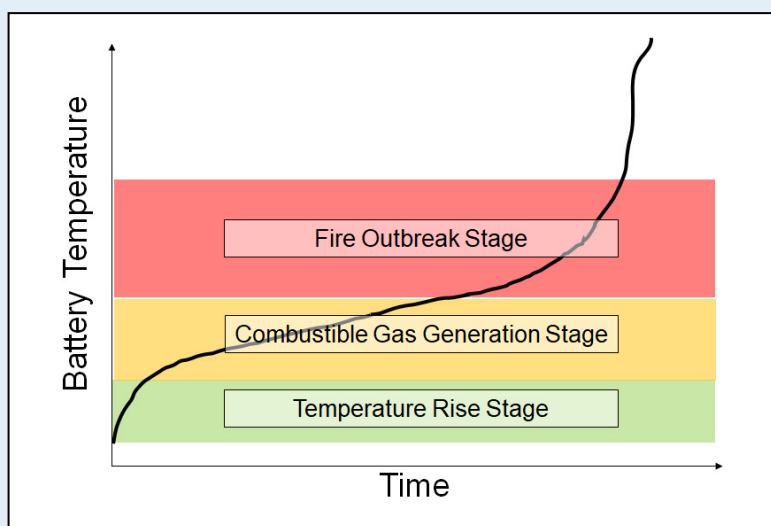 Battery Temperature
Fire Outbreak Stage
Combustible Gas Generation Stage
Temperature Rise Stage
Time